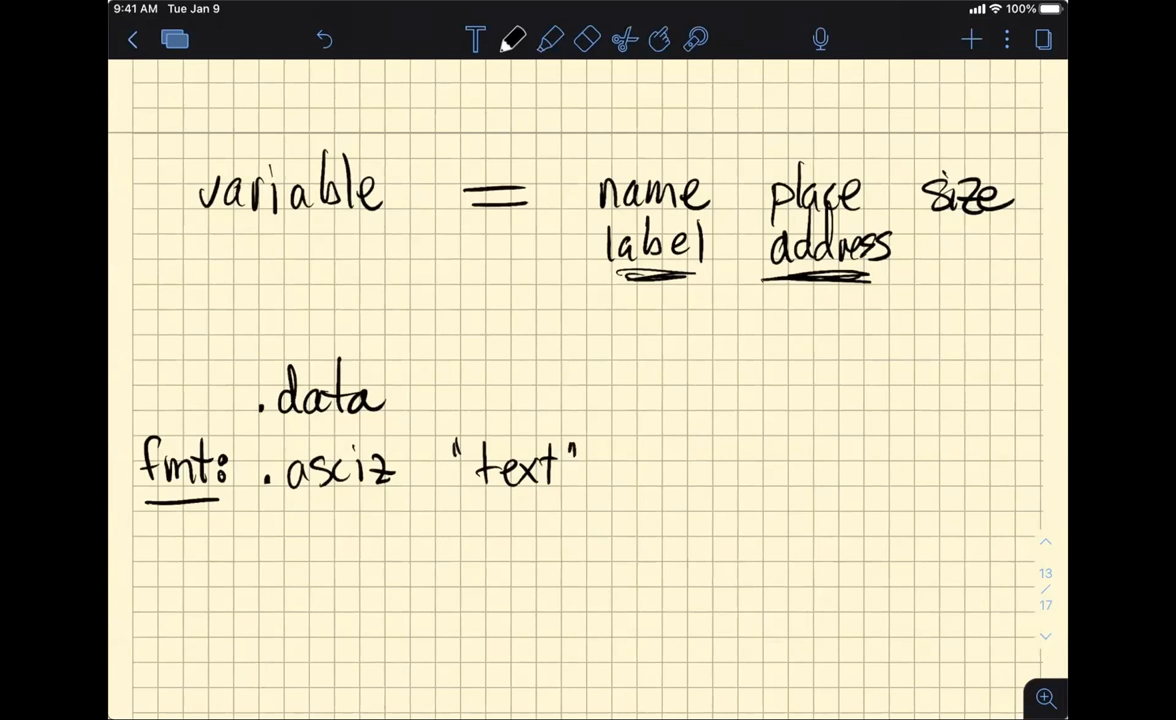 9:41 AM Tue Jan 9 100%
variable = name place size
label address
.data
fmt: .asciz "text"
13
/
17